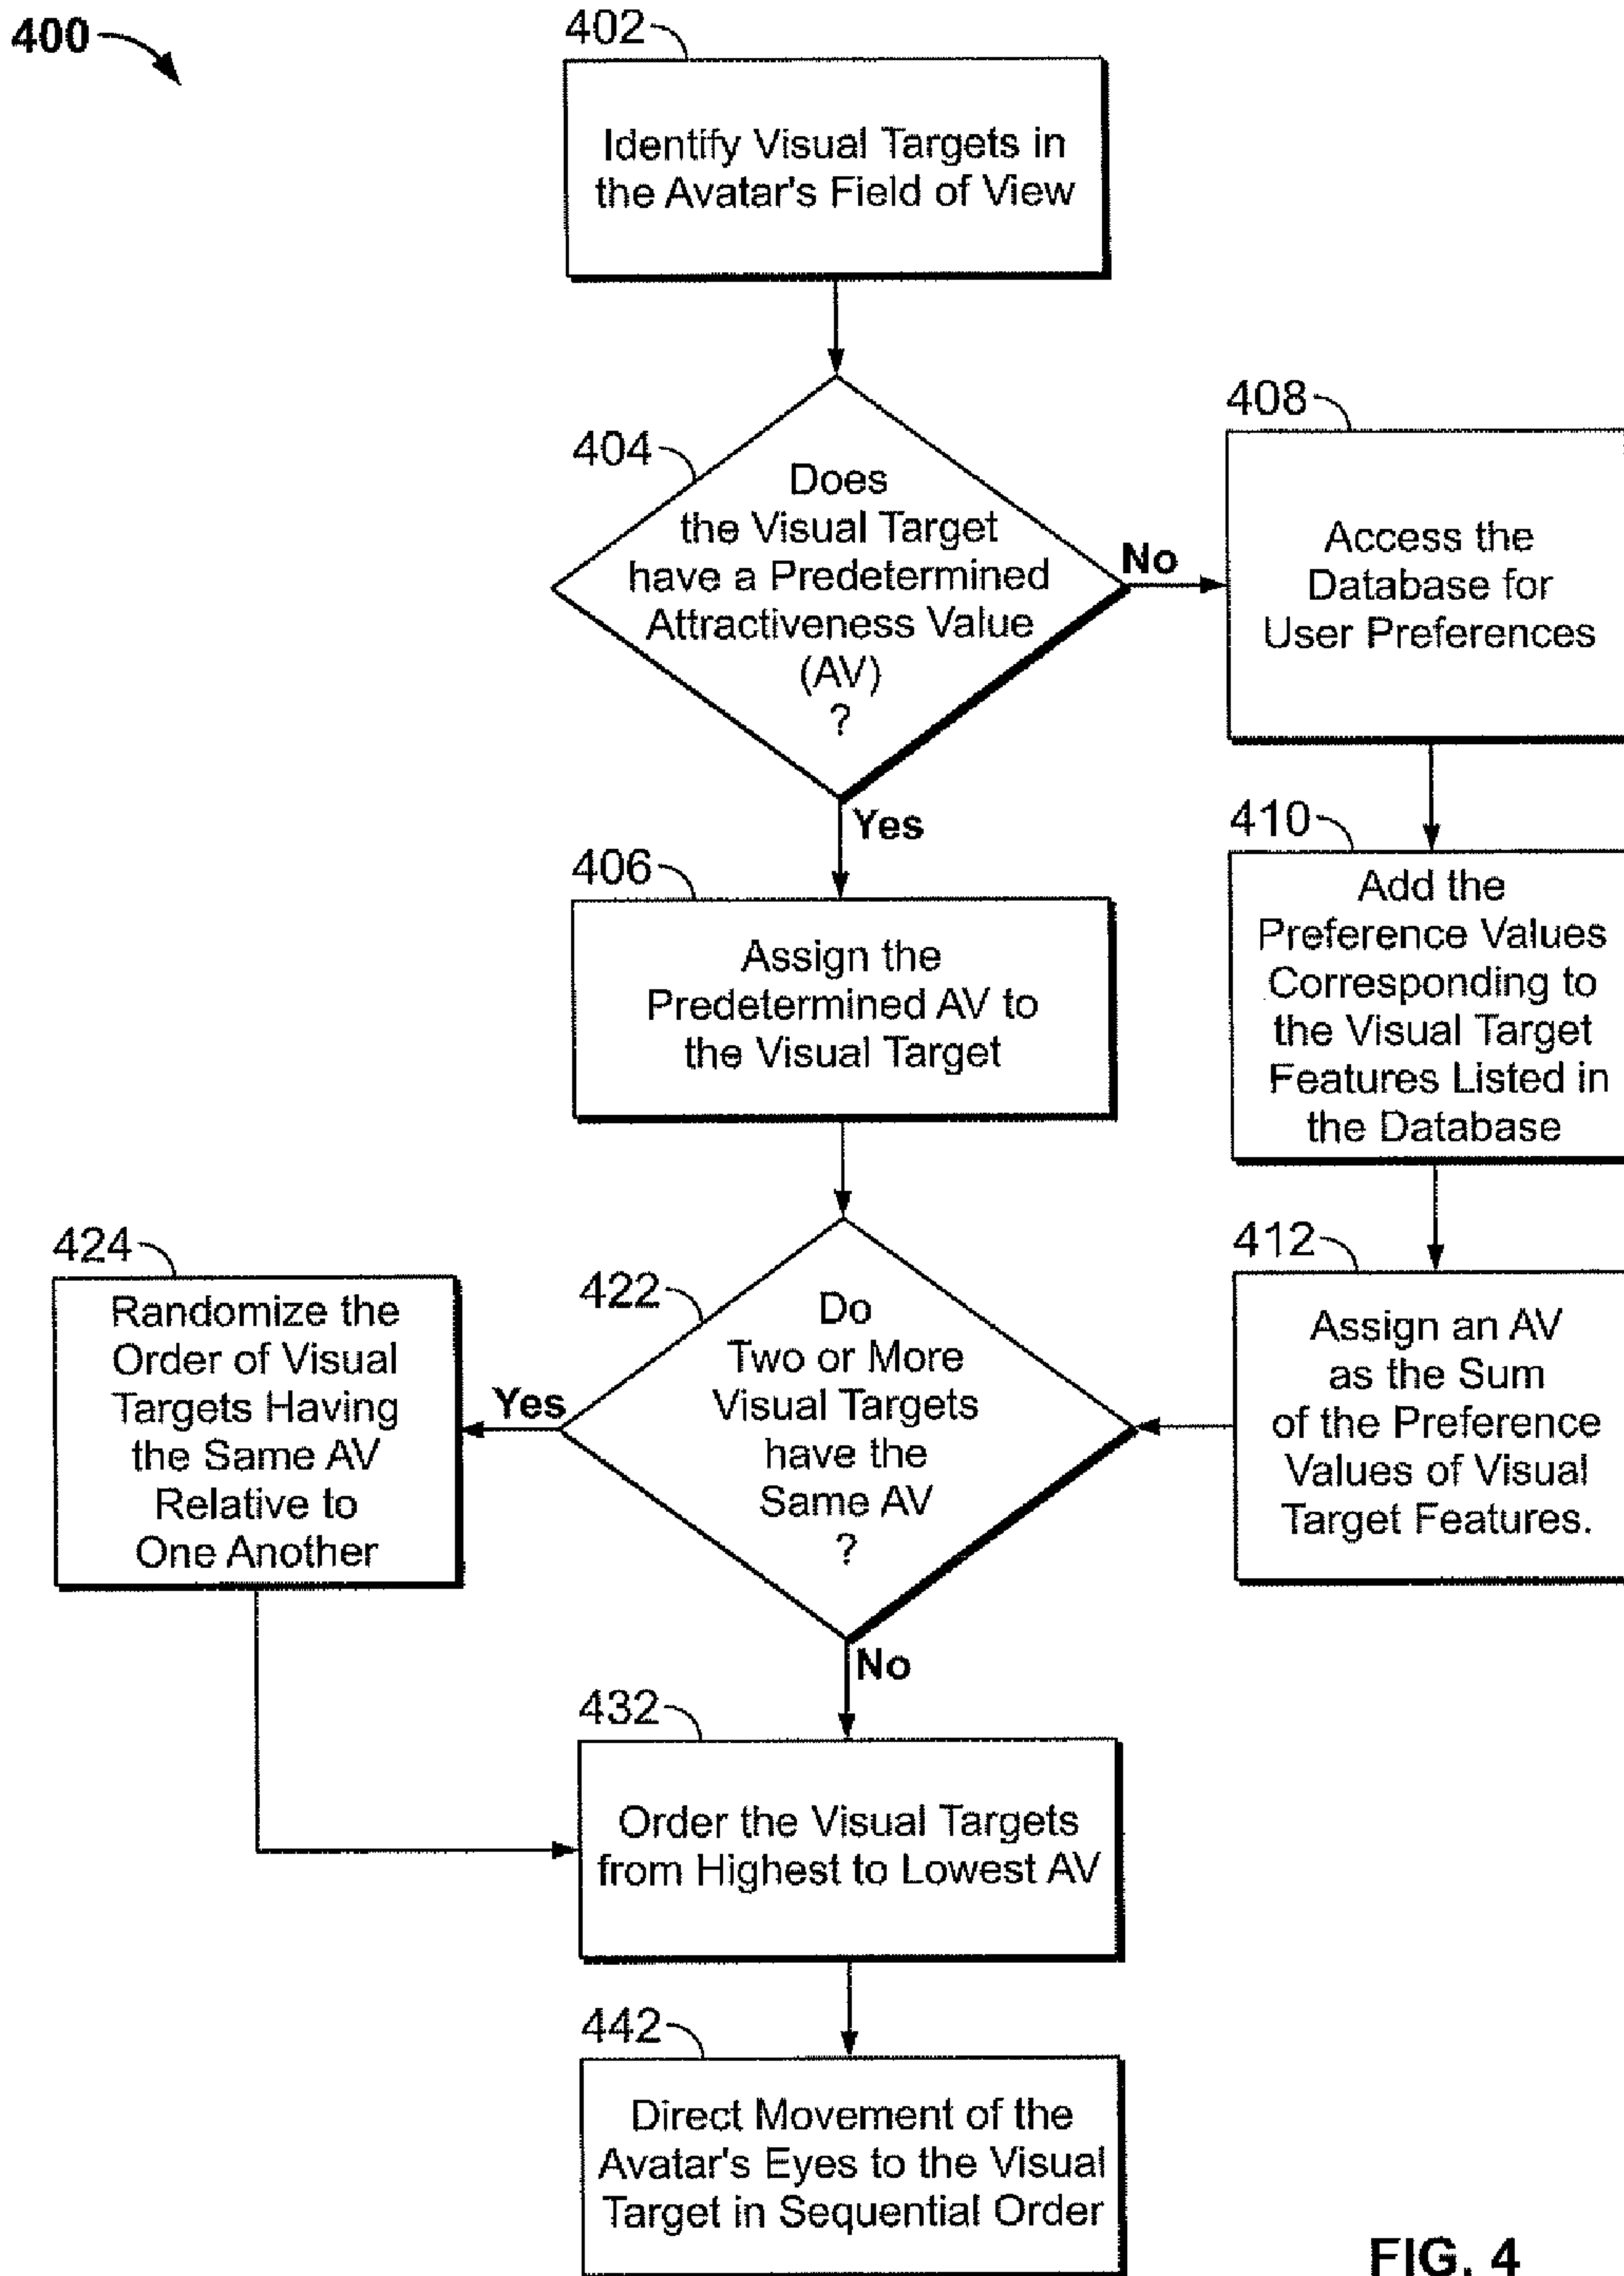 400
402
Identify Visual Targets in
the Avatar's Field of View
404
Does
the Visual Target
have a Predetermined
Attractiveness Value
(AV)
?
No
Yes
408
Access the
Database for
User Preferences
406
Assign the
Predetermined AV to
the Visual Target
410
Add the
Preference Values
Corresponding to
the Visual Target
Features Listed in
the Database
412
Assign an AV
as the Sum
of the Preference
Values of Visual
Target Features.
422
Do
Two or More
Visual Targets
have the
Same AV
?
Yes
No
424
Randomize the
Order of Visual
Targets Having
the Same AV
Relative to
One Another
432
Order the Visual Targets
from Highest to Lowest AV
442
Direct Movement of the
Avatar's Eyes to the Visual
Target in Sequential Order
FIG. 4